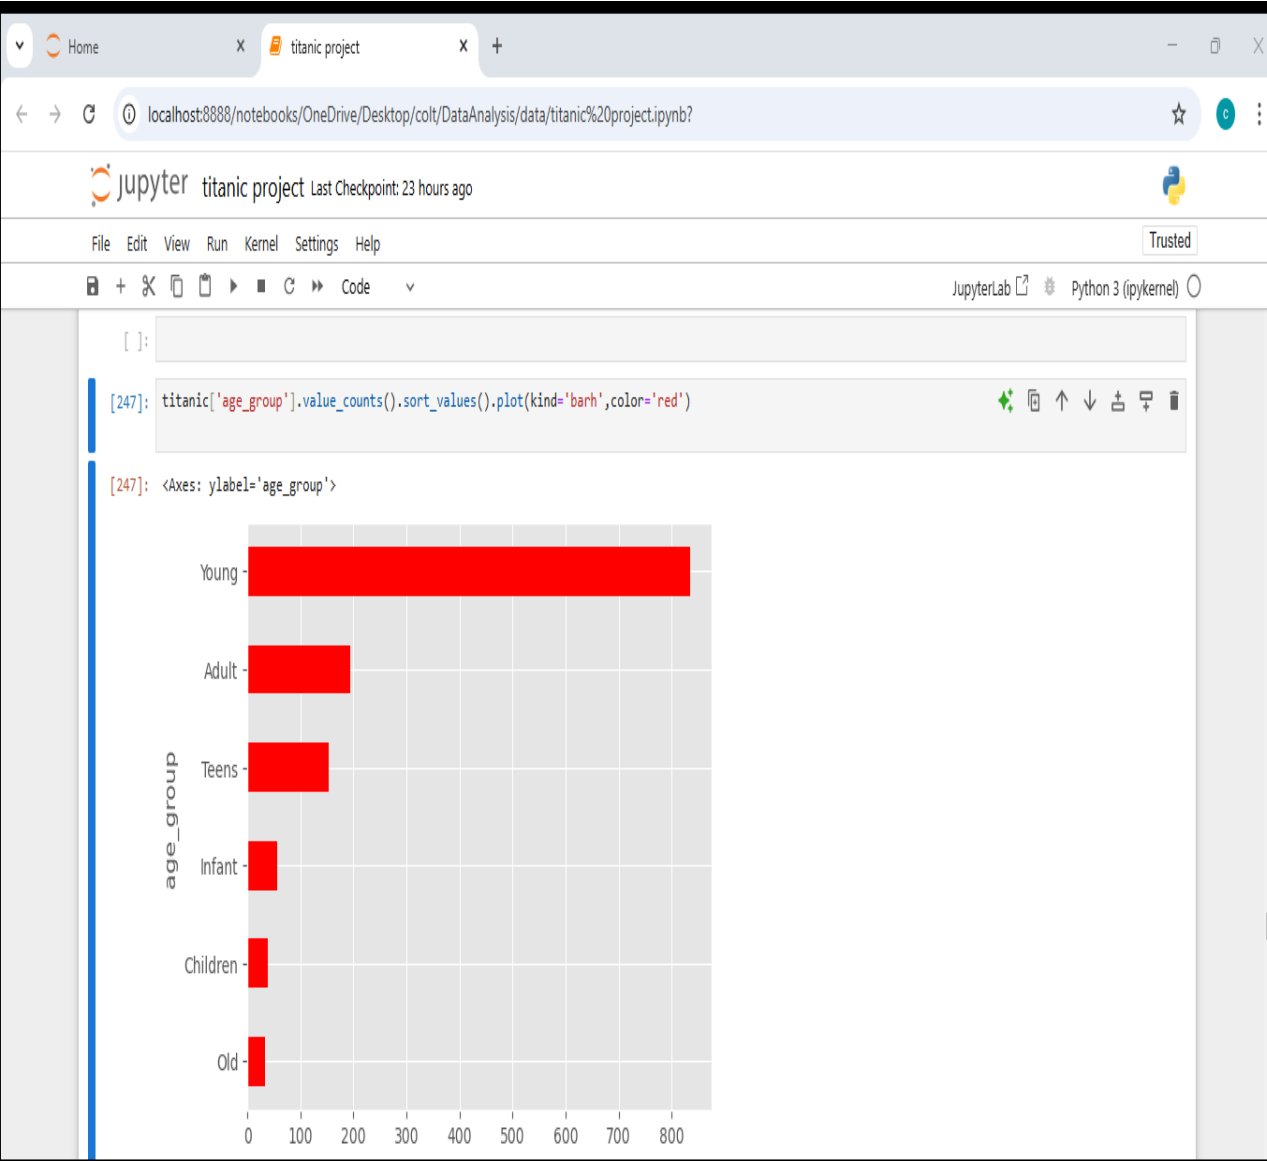 Home
titanic project
localhost:8888/notebooks/OneDrive/Desktop/colt/DataAnalysis/data/titanic%20project.ipynb?
c
jupyter titanic project Last Checkpoint: 23 hours ago
File Edit View Run Kernel Settings Help
Trusted
Code
JupyterLab Python 3 (ipykernel)
[ ]:
[247]: titanic['age_group'].value_counts().sort_values().plot(kind='barh',color='red')
[247]: <Axes: ylabel='age_group'>
Young
Adult
Teens
age_group
Infant
Children
Old
0 100 200 300 400 500 600 700 800